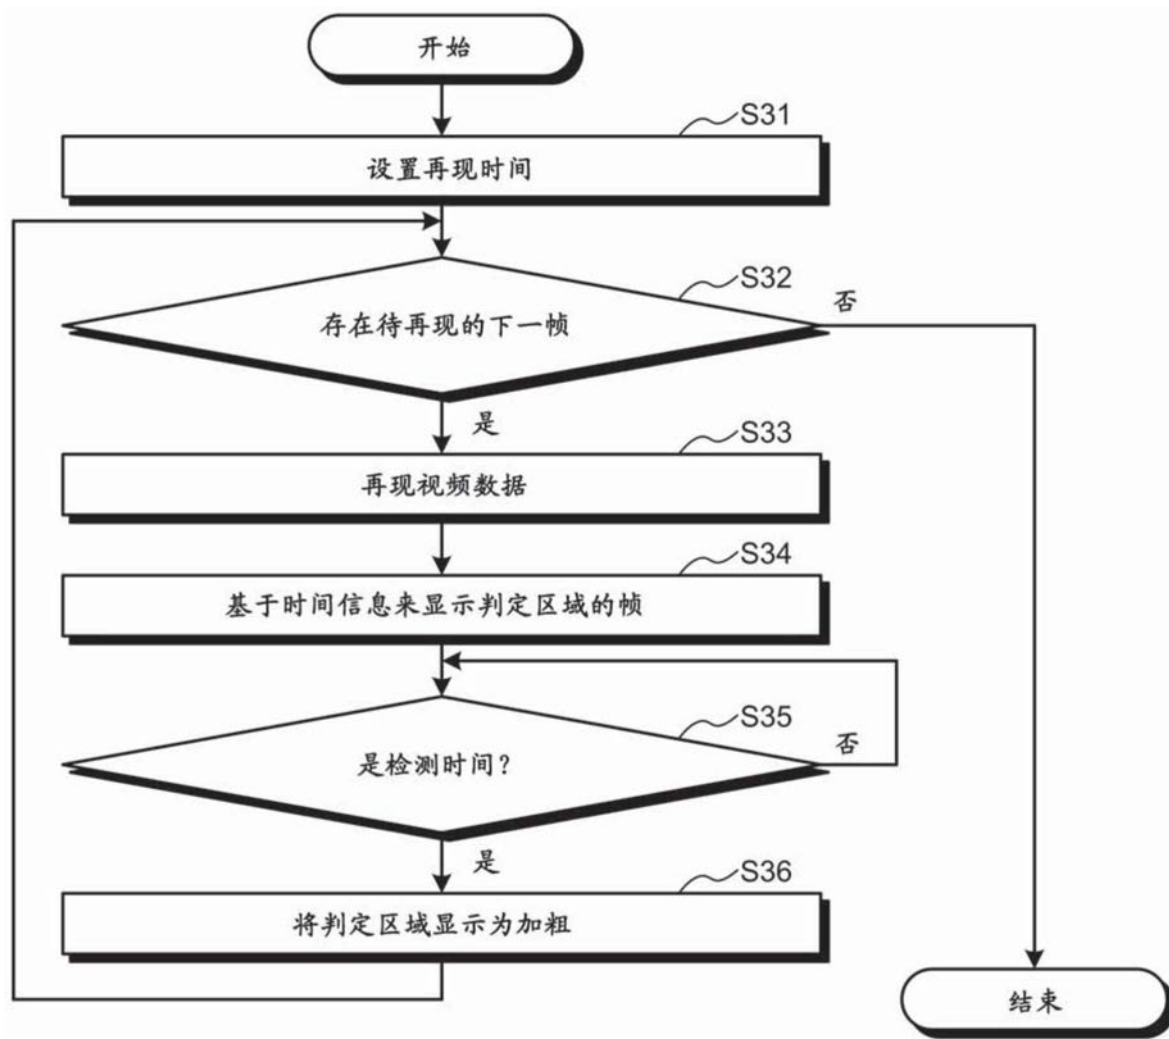 开始
S31
设置再现时间
S32
否
存在待再现的下一帧
是
S33
再现视频数据
S34
基于时间信息来显示判定区域的帧
S35
否
是检测时间?
是
S36
将判定区域显示为加粗
结束